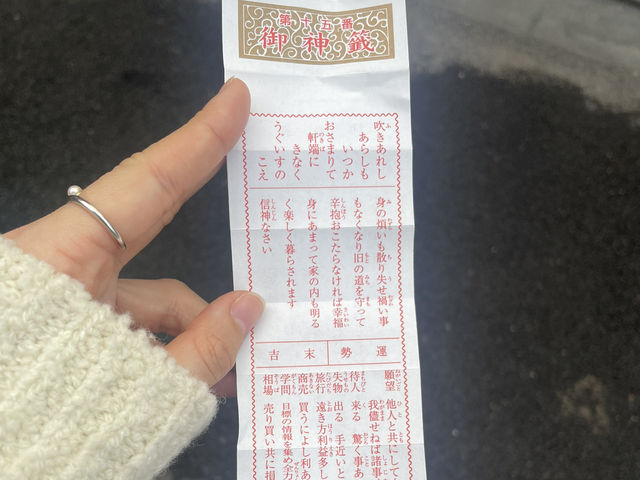 第十五番
御神籤
吹きあれし
あらしも
いつか
おさまりて
軒端に
きなく
うぐいすの
こえ
身の煩いも散り失せ禍い事
もなくなり旧の道を守って
辛抱おこたらなければ幸福
身にあまって家の内も明る
く楽しく暮らされます
信神なさい
運勢
末吉
願望 他人と共にして
我儘せねば諸事
待人 来る 驚く事あ
失物 出る 手近いと
旅行 遠き方利益多し
商売 買うによし利あ
学問 目標の情報を集め全力
相場 売り買い共に損